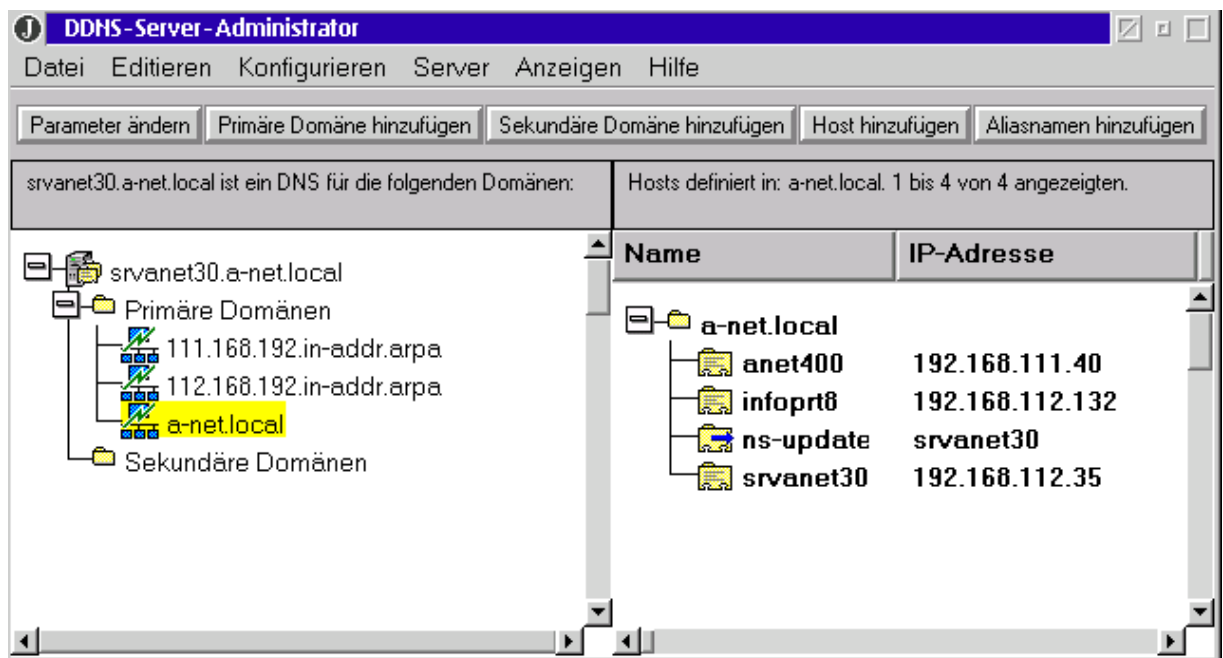 DDNS-Server-Administrator
Datei Editieren Konfigurieren Server Anzeigen Hilfe
Parameter ändern Primäre Domäne hinzufügen Sekundäre Domäne hinzufügen Host hinzufügen Aliasnamen hinzufügen
srvanet30.a-net.local ist ein DNS für die folgenden Domänen:
Hosts definiert in: a-net.local. 1 bis 4 von 4 angezeigten.
srvanet30.a-net.local
Primäre Domänen
111.168.192.in-addr.arpa
112.168.192.in-addr.arpa
a-net.local
Sekundäre Domänen
Name IP-Adresse
a-net.local
anet400 192.168.111.40
infoprt8 192.168.112.132
ns-update srvanet30
srvanet30 192.168.112.35